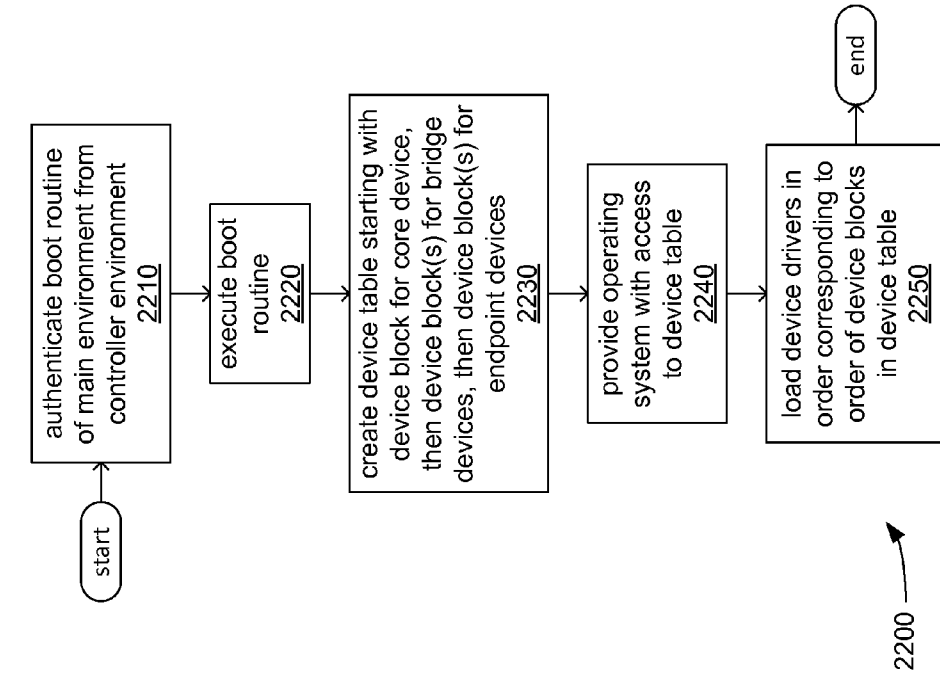 start
authenticate boot routine
of main environment from
controller environment
2210
execute boot
routine
2220
create device table starting with
device block for core device,
then device block(s) for bridge
devices, then device block(s) for
endpoint devices
2230
provide operating
system with access
to device table
2240
load device drivers in
order corresponding to
order of device blocks
in device table
2250
end
2200